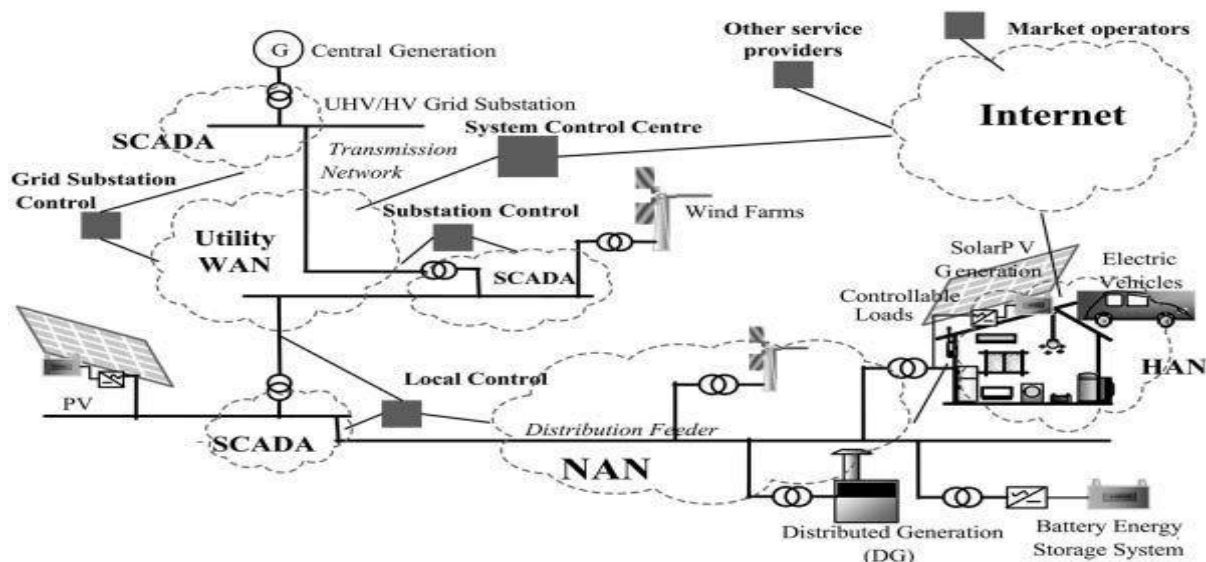 Other service
providers
Market operators
G
Central Generation
UHV/HV Grid Substation
SCADA
System Control Centre
Internet
Transmission
Network
Grid Substation
Control
Substation Control
Wind Farms
Utility
WAN
SCADA
SolarP V
Generation
Electric
Vehicles
Controllable
Loads
HAN
PV
Local Control
SCADA
Distribution Feeder
NAN
Distributed Generation
(DG)
Battery Energy
Storage System